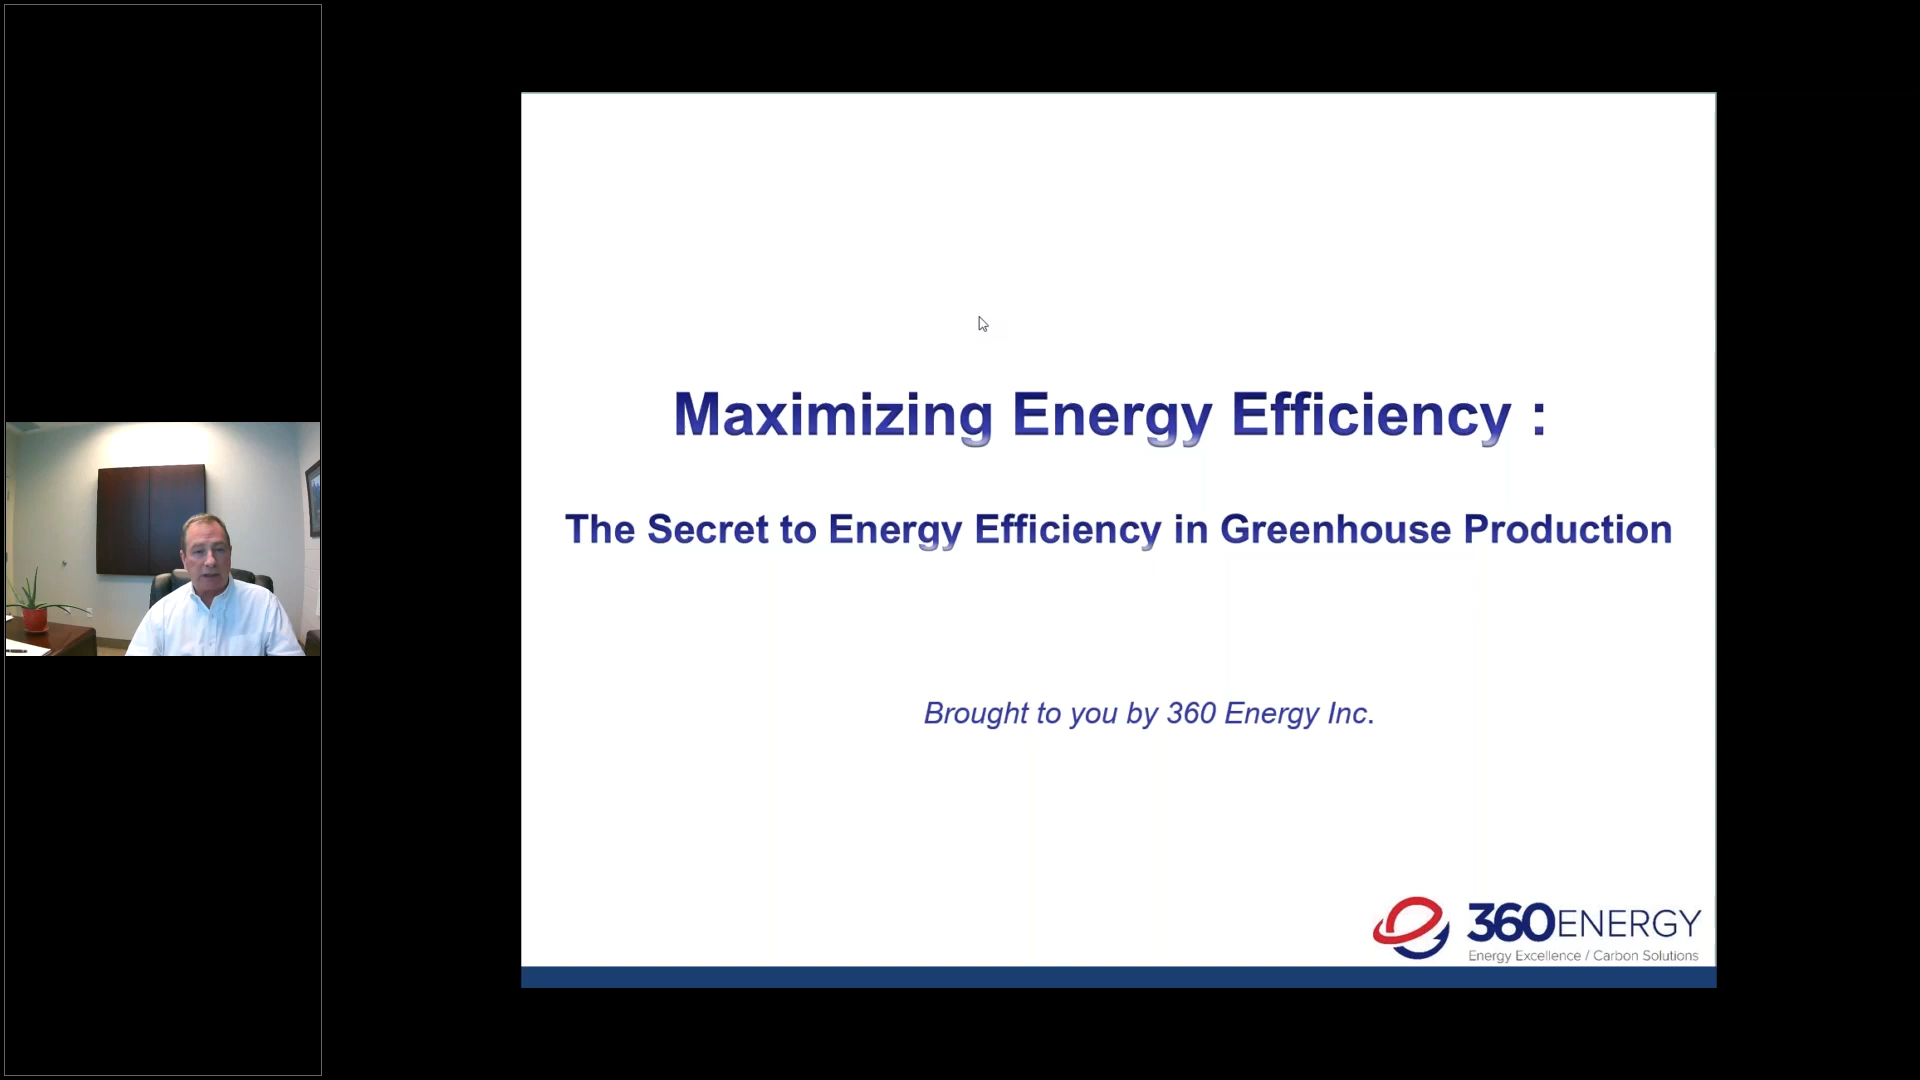 Maximizing Energy Efficiency :
The Secret to Energy Efficiency in Greenhouse Production
Brought to you by 360 Energy Inc.
360ENERGY
Energy Excellence / Carbon Solutions